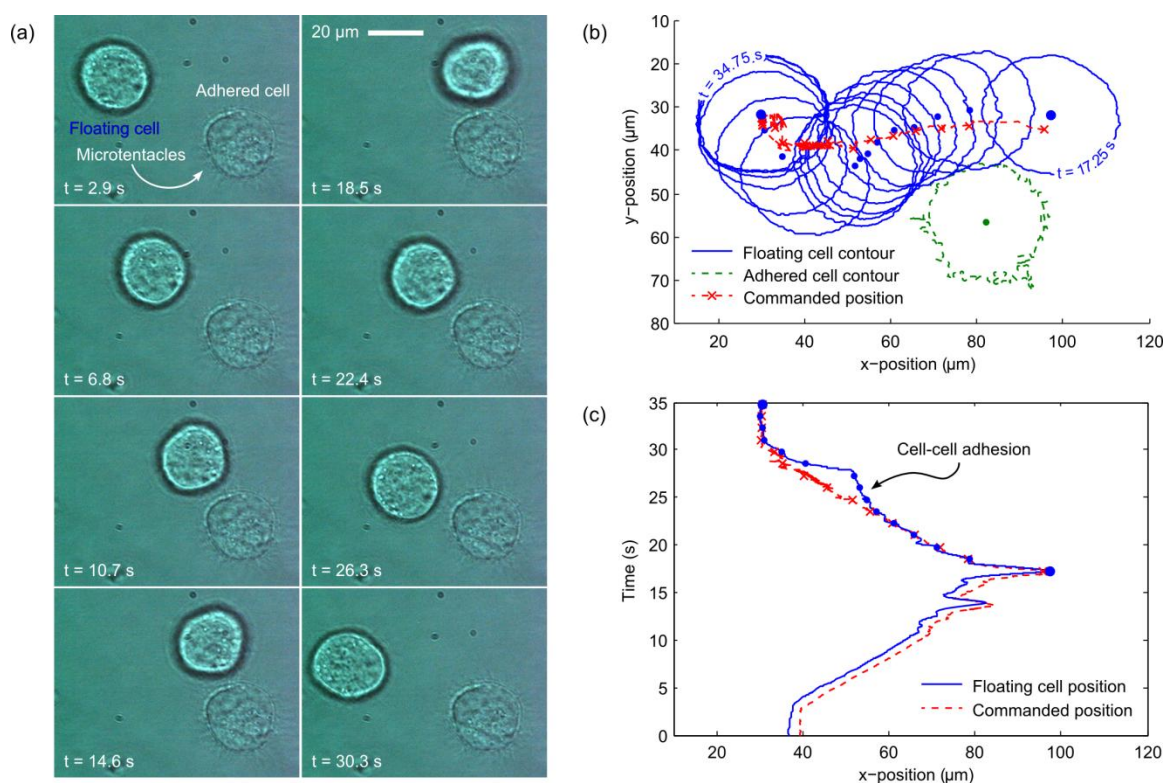 (a)
20 µm
Adhered cell
Floating cell
Microtentacles
t = 2.9 s
t = 18.5 s
t = 6.8 s
t = 22.4 s
t = 10.7 s
t = 26.3 s
t = 14.6 s
t = 30.3 s
(b)
10
20
30
40
50
60
70
80
y−position (µm)
t = 34.75 s
t = 17.25 s
Floating cell contour
Adhered cell contour
Commanded position
20 40 60 80 100 120
x−position (µm)
(c)
35
30
25
20
15
10
5
0
Time (s)
Cell-cell adhesion
Floating cell position
Commanded position
20 40 60 80 100 120
x−position (µm)